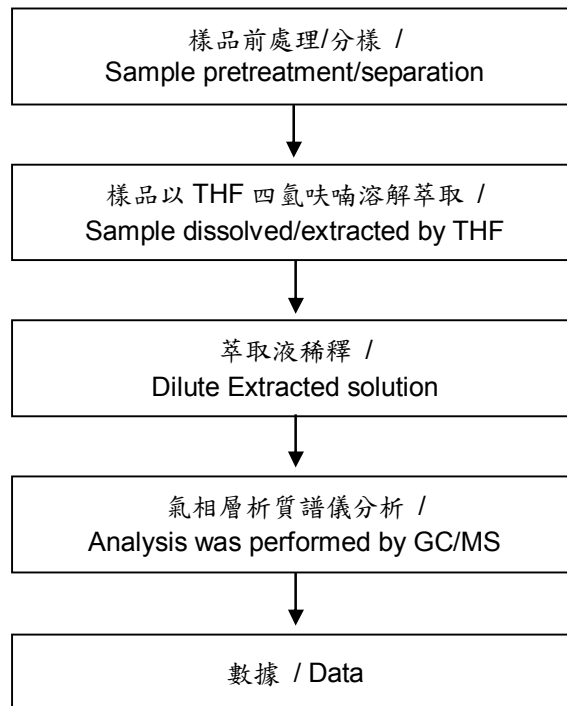 樣品前處理/分樣 /
Sample pretreatment/separation
樣品以 THF 四氫呋喃溶解萃取 /
Sample dissolved/extracted by THF
萃取液稀釋 /
Dilute Extracted solution
氣相層析質譜儀分析 /
Analysis was performed by GC/MS
數據 / Data